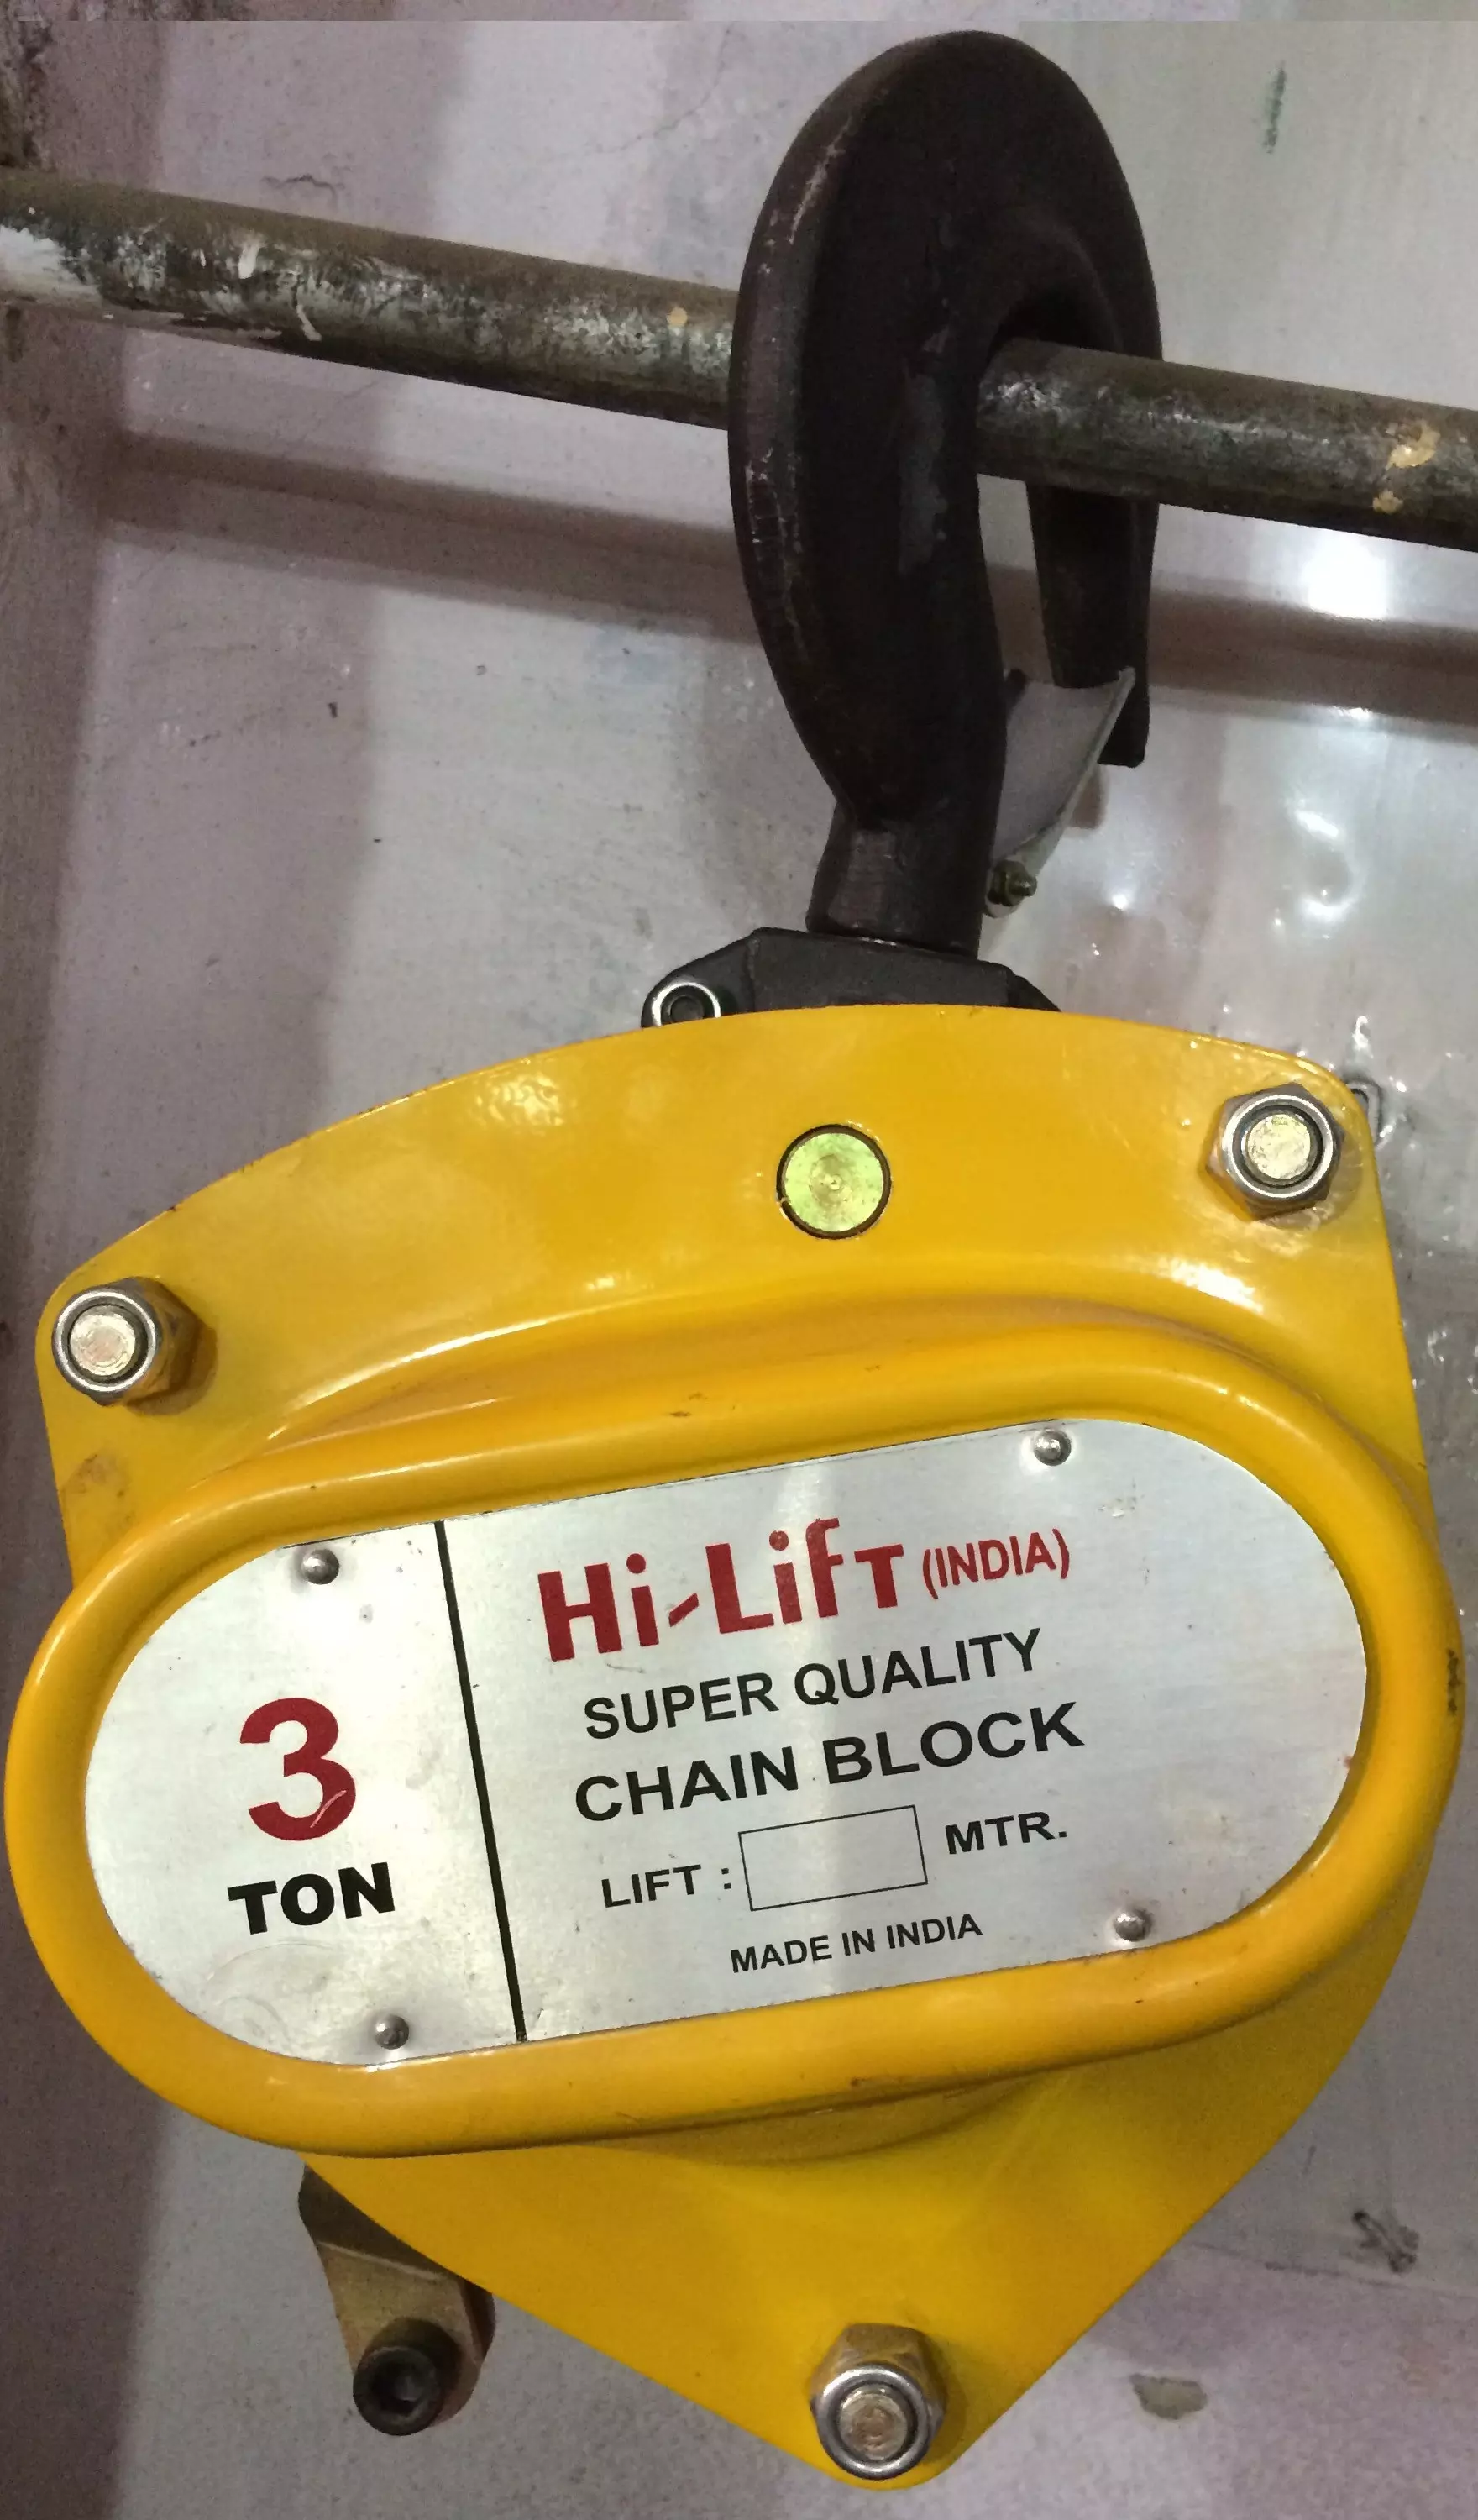 3
TON
Hi-LifT (INDIA)
SUPER QUALITY
CHAIN BLOCK
LIFT : MTR.
MADE IN INDIA